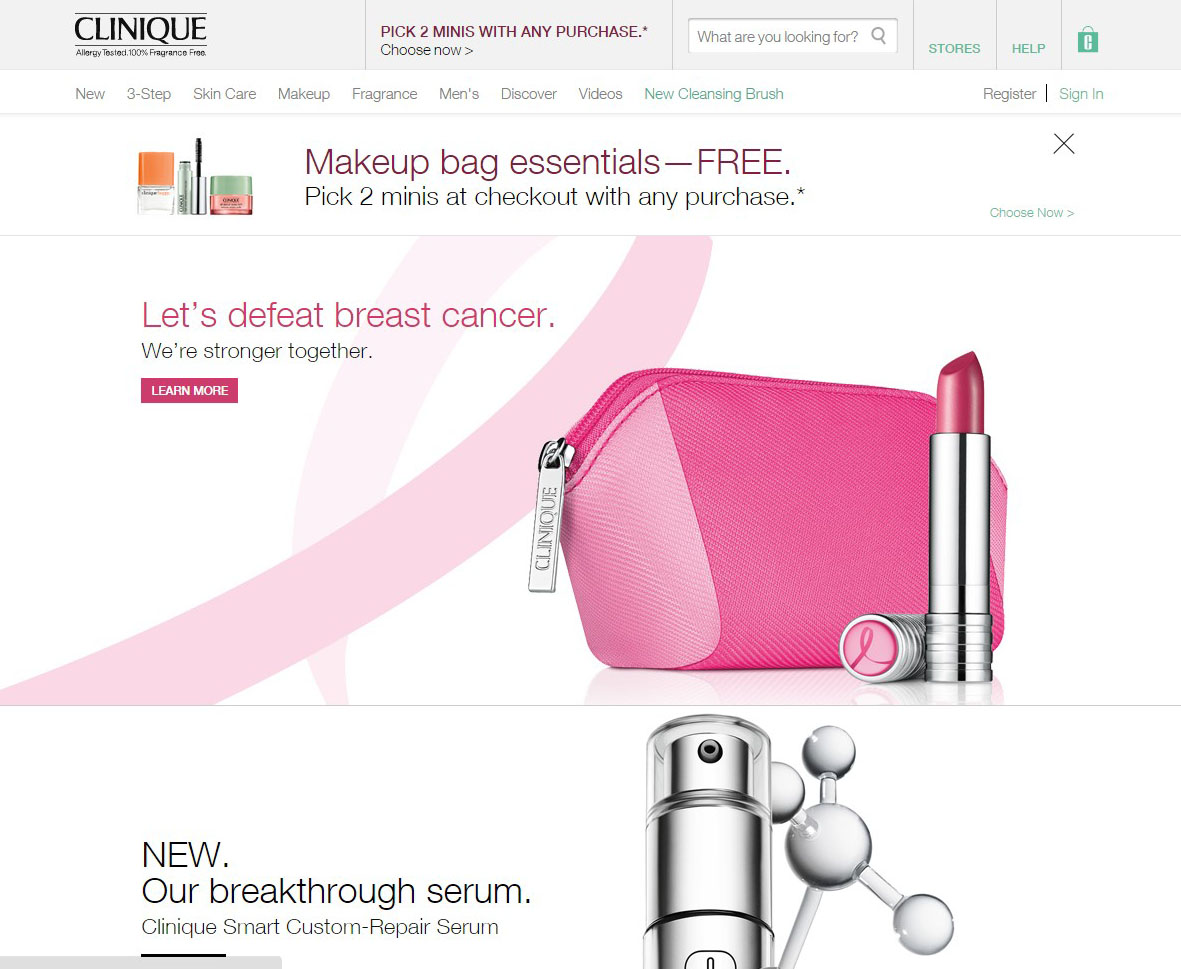 CLINIQUE
Allergy Tested. 100% Fragrance Free.
PICK 2 MINIS WITH ANY PURCHASE.*
Choose now >
What are you looking for?
STORES
HELP
New
3-Step
Skin Care
Makeup
Fragrance
Men's
Discover
Videos
New Cleansing Brush
Register
Sign In
Makeup bag essentials—FREE.
Pick 2 minis at checkout with any purchase.*
Choose Now >
CLINIQUE
Let’s defeat breast cancer.
We’re stronger together.
LEARN MORE
CLINIQUE
NEW.
Our breakthrough serum.
Clinique Smart Custom-Repair Serum